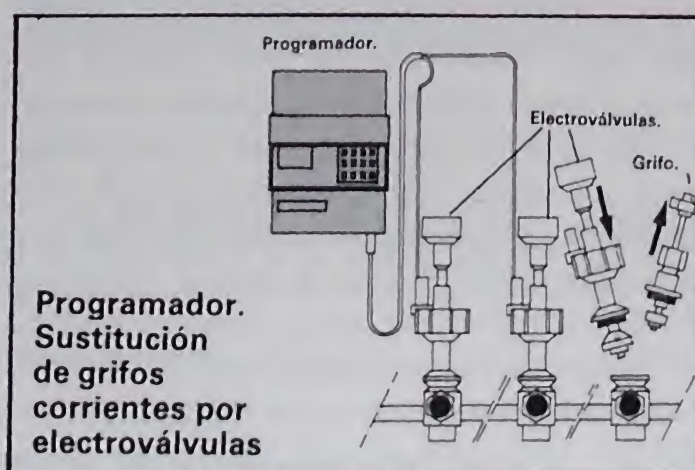 Programador.
Electroválvulas.
Grifo.
Programador.
Sustitución
de grifos
corrientes por
electroválvulas